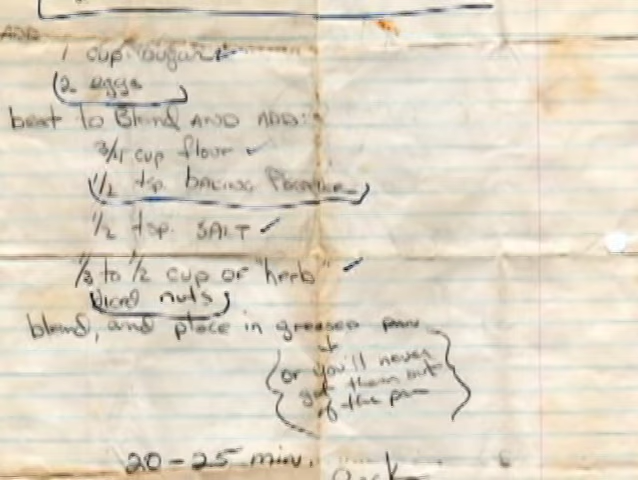 ADD
1 cup sugar
2 eggs
beat to Blend AND ADD:
3/4 cup flour
1/2 tsp. BAKING POWDER
1/2 tsp. SALT
1/3 to 1/2 cup of "herb"
Diced nuts
blend, and place in greased pan
or you'll never
get them out
of the pan
20-25 min.